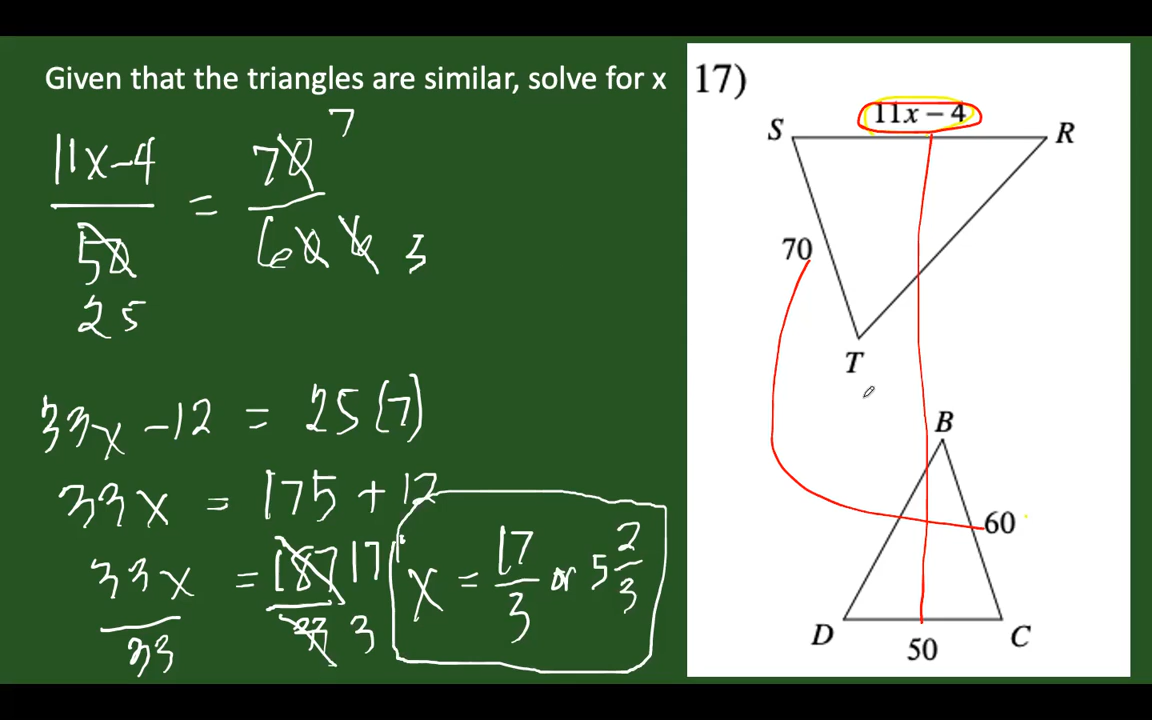 Given that the triangles are similar, solve for x
17)
11x-4
50
25
=
70 7
60 6 3
33x -12 = 25(7)
33x = 175 + 12
33x = 187 17
33 33 3
x = 17/3 or 5 2/3
11x – 4
S
R
70
T
B
60
D
C
50